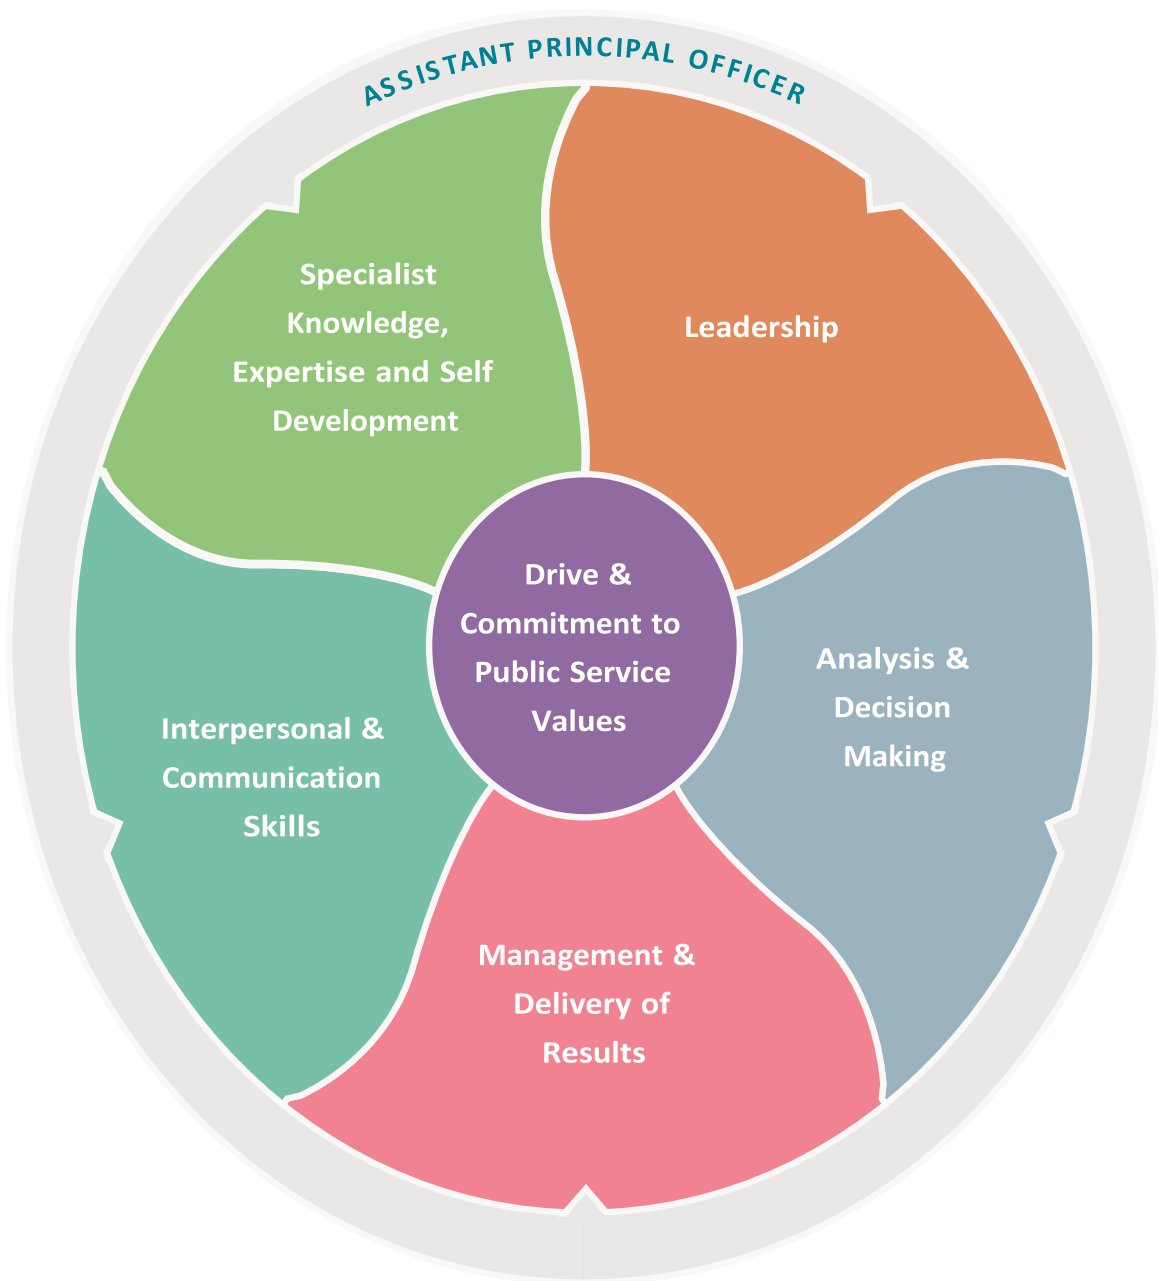 ASSISTANT PRINCIPAL OFFICER
Specialist
Knowledge,
Expertise and Self
Development
Leadership
Drive &
Commitment to
Public Service
Values
Analysis &
Decision
Making
Interpersonal &
Communication
Skills
Management &
Delivery of
Results